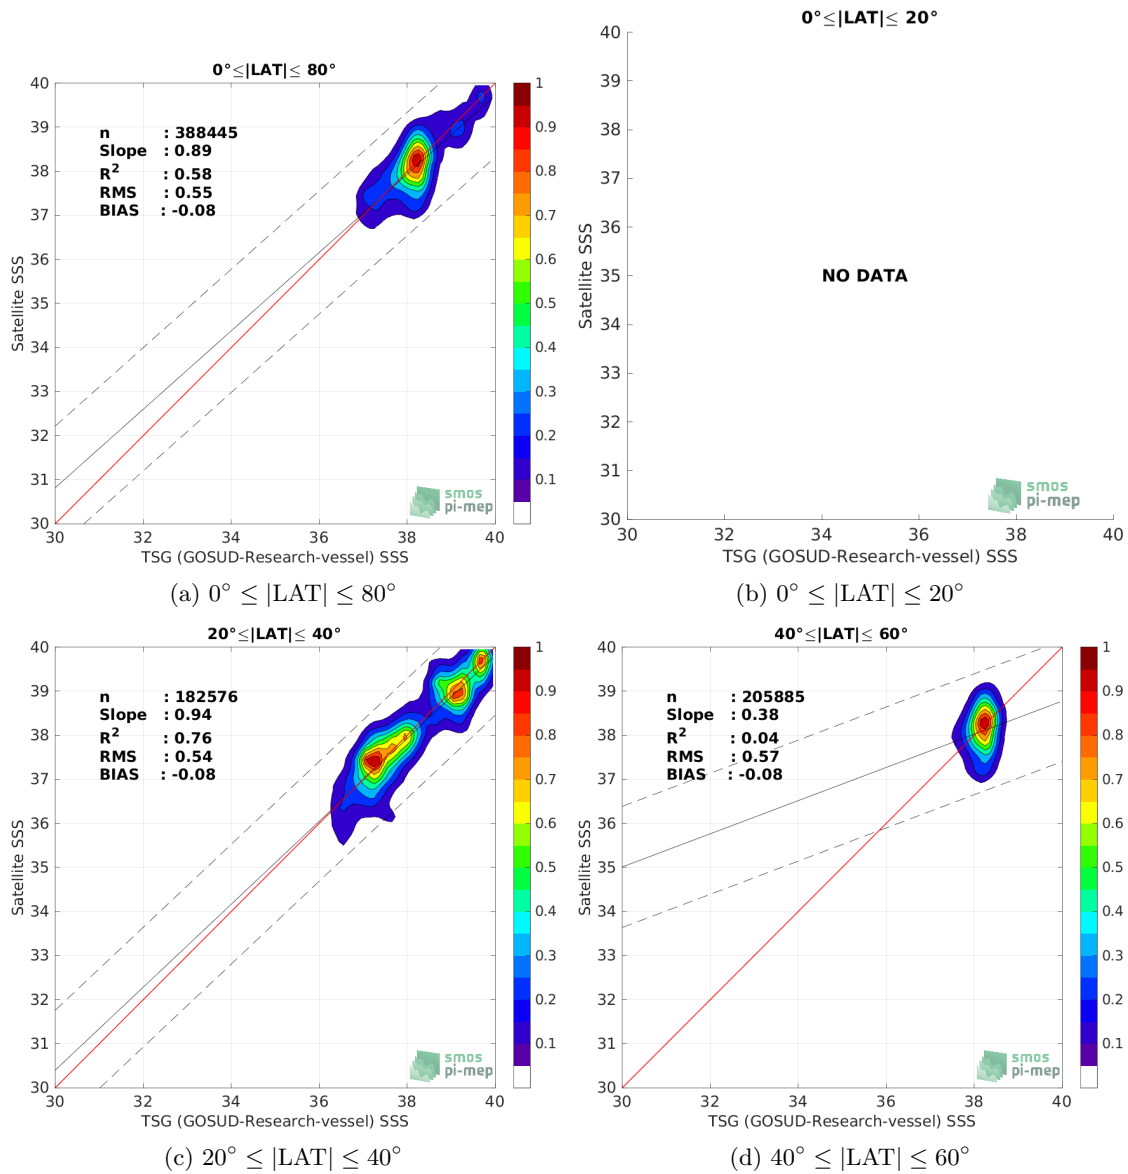 0°≤|LAT|≤ 80°
40
39
38
37
36
35
34
33
32
31
30
Satellite SSS
n : 388445
Slope : 0.89
R² : 0.58
RMS : 0.55
BIAS : -0.08
30 32 34 36 38 40
TSG (GOSUD-Research-vessel) SSS
1
0.9
0.8
0.7
0.6
0.5
0.4
0.3
0.2
0.1
smos
pi-mep
(a) 0° ≤ |LAT| ≤ 80°
0°≤|LAT|≤ 20°
40
39
38
37
36
35
34
33
32
31
30
Satellite SSS
NO DATA
30 32 34 36 38 40
TSG (GOSUD-Research-vessel) SSS
smos
pi-mep
(b) 0° ≤ |LAT| ≤ 20°
20°≤|LAT|≤ 40°
40
39
38
37
36
35
34
33
32
31
30
Satellite SSS
n : 182576
Slope : 0.94
R² : 0.76
RMS : 0.54
BIAS : -0.08
30 32 34 36 38 40
TSG (GOSUD-Research-vessel) SSS
1
0.9
0.8
0.7
0.6
0.5
0.4
0.3
0.2
0.1
smos
pi-mep
(c) 20° ≤ |LAT| ≤ 40°
40°≤|LAT|≤ 60°
40
39
38
37
36
35
34
33
32
31
30
Satellite SSS
n : 205885
Slope : 0.38
R² : 0.04
RMS : 0.57
BIAS : -0.08
30 32 34 36 38 40
TSG (GOSUD-Research-vessel) SSS
1
0.9
0.8
0.7
0.6
0.5
0.4
0.3
0.2
0.1
smos
pi-mep
(d) 40° ≤ |LAT| ≤ 60°